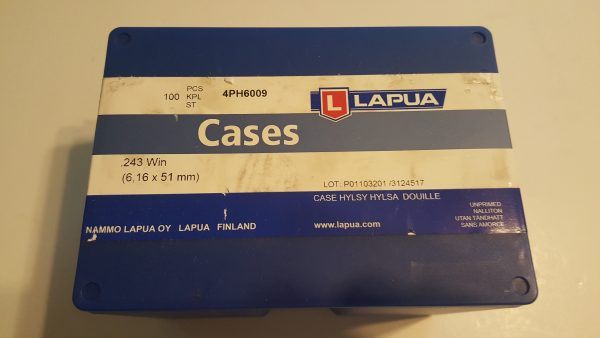 100 PCS KPL ST 4PH6009
L LAPUA
Cases
.243 Win
(6,16 x 51 mm)
LOT: P01103201 /3124517
CASE HYLSY HYLSA DOUILLE
UNPRIMED
NALLITON
UTAN TÄNDHATT
SANS AMORCE
NAMMO LAPUA OY LAPUA FINLAND
www.lapua.com